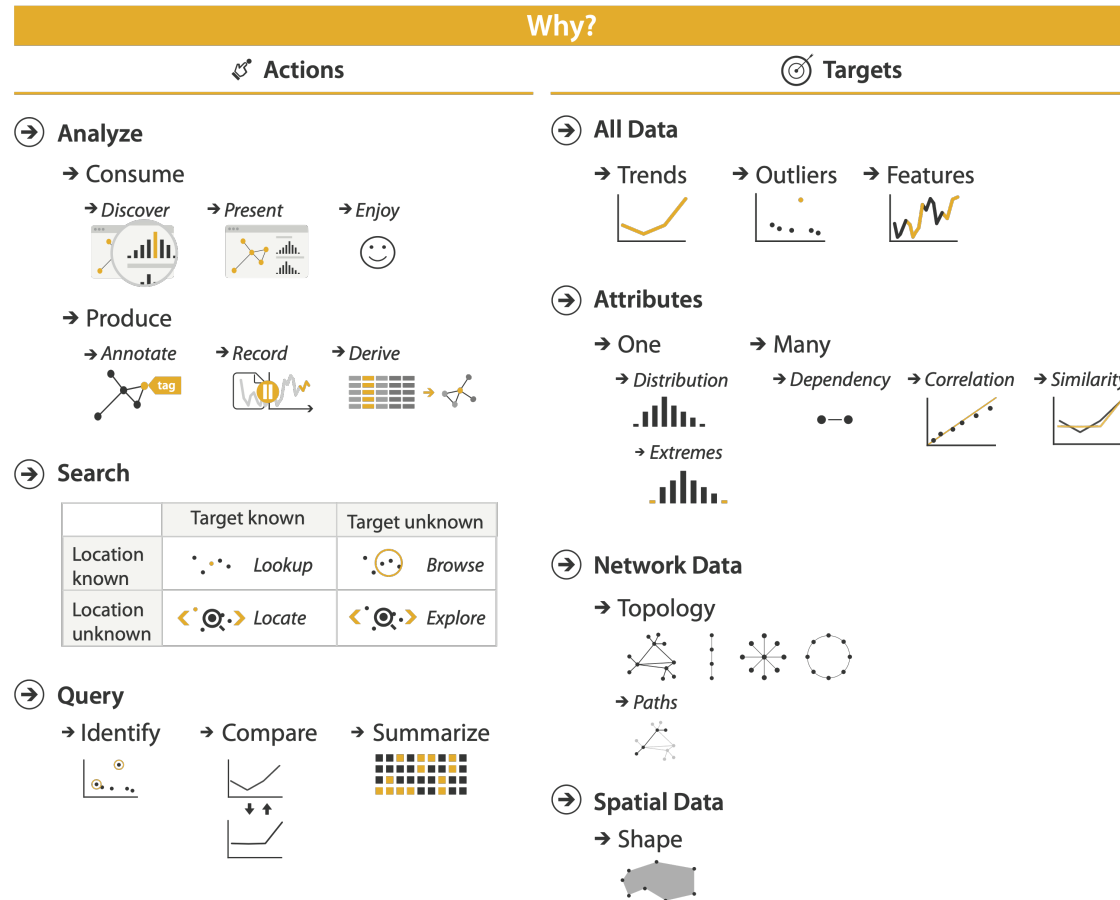 Why?
Actions
Targets
→ Analyze
→ Consume
→ Discover
→ Present
→ Enjoy
→ Produce
→ Annotate
→ Record
→ Derive
tag
→ Search
Target known
Target unknown
Location
known
Lookup
Browse
Location
unknown
Locate
Explore
→ Query
→ Identify
→ Compare
→ Summarize
→ All Data
→ Trends
→ Outliers
→ Features
→ Attributes
→ One
→ Many
→ Distribution
→ Dependency
→ Correlation
→ Similarity
→ Extremes
→ Network Data
→ Topology
→ Paths
→ Spatial Data
→ Shape